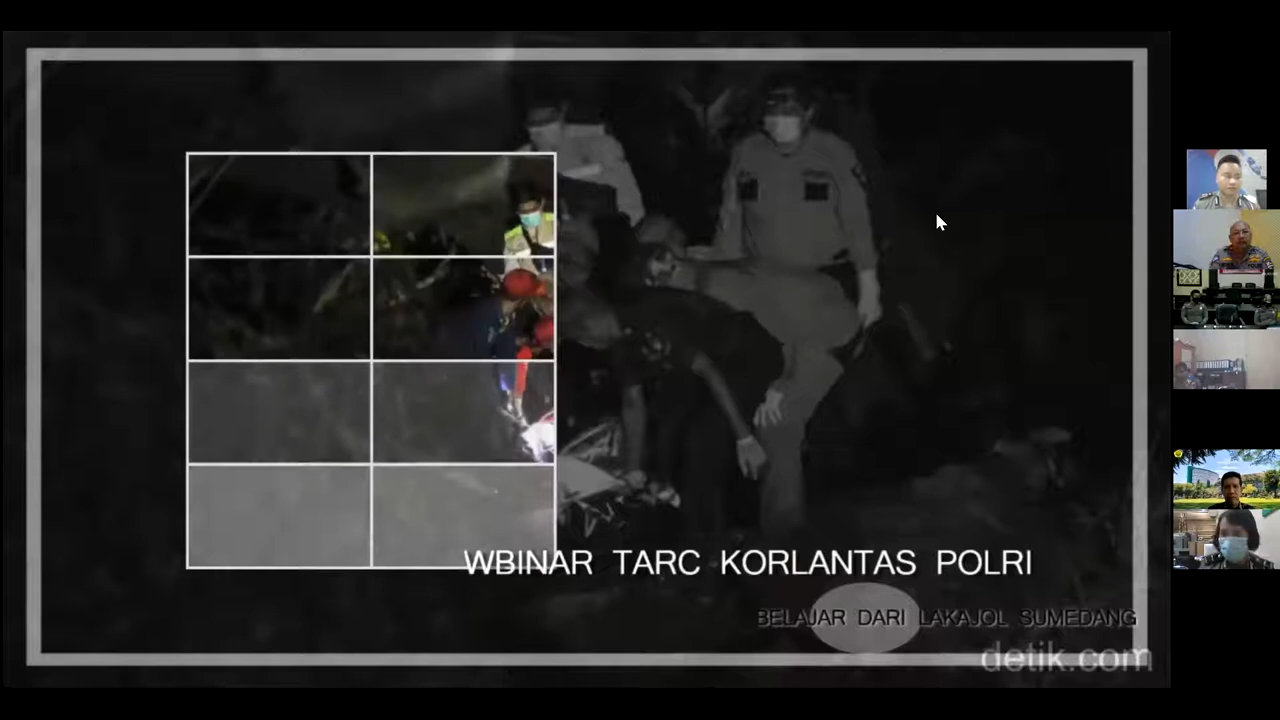 WBINAR TARC KORLANTAS POLRI
BELAJAR DARI LAKAJOL SUMEDANG
detik.com